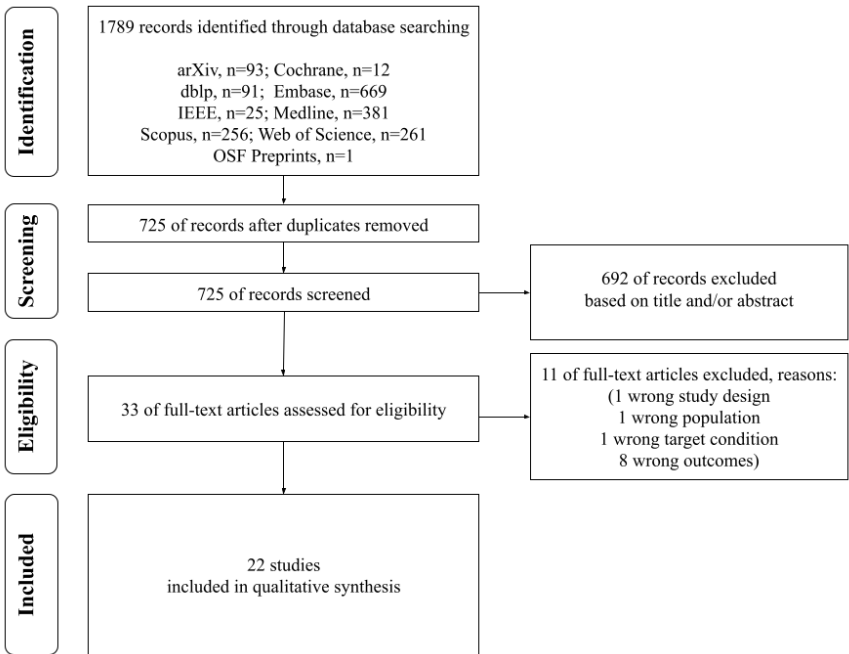 Identification
1789 records identified through database searching
arXiv, n=93; Cochrane, n=12
dblp, n=91; Embase, n=669
IEEE, n=25; Medline, n=381
Scopus, n=256; Web of Science, n=261
OSF Preprints, n=1
Screening
725 of records after duplicates removed
725 of records screened
692 of records excluded
based on title and/or abstract
Eligibility
33 of full-text articles assessed for eligibility
11 of full-text articles excluded, reasons:
(1 wrong study design
1 wrong population
1 wrong target condition
8 wrong outcomes)
Included
22 studies
included in qualitative synthesis